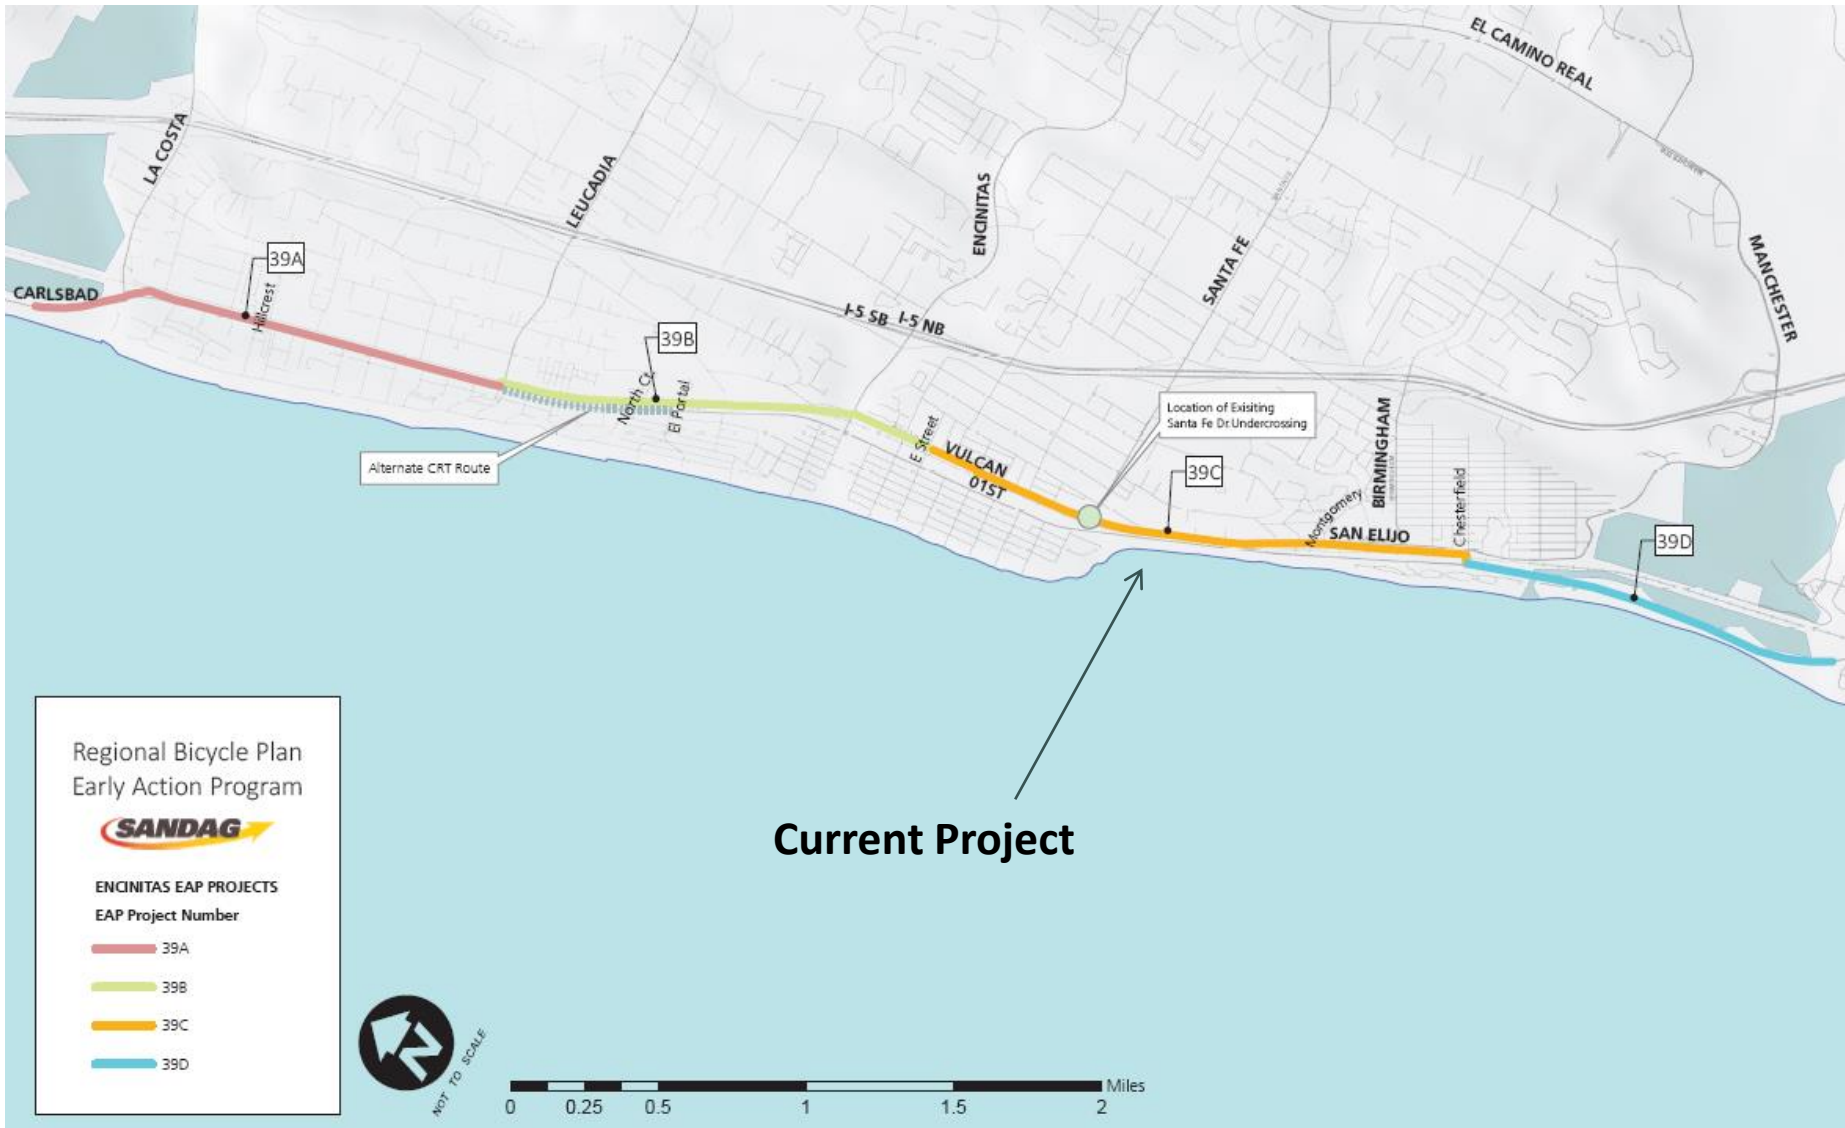 EL CAMINO REAL
LA COSTA
LEUCADIA
ENCINITAS
SANTA FE
MANCHESTER
39A
CARLSBAD
Hillcrest
I-5 SB I-5 NB
39B
North Ct.
El Portal
Location of Exisiting
Santa Fe Dr.Undercrossing
BIRMINGHAM
E Street
VULCAN
01ST
Alternate CRT Route
39C
Montgomery
SAN ELIJO
Chesterfield
39D
Current Project
Regional Bicycle Plan
Early Action Program
SANDAG
ENCINITAS EAP PROJECTS
EAP Project Number
39A
39B
39C
39D
N
NOT TO SCALE
Miles
0 0.25 0.5 1 1.5 2